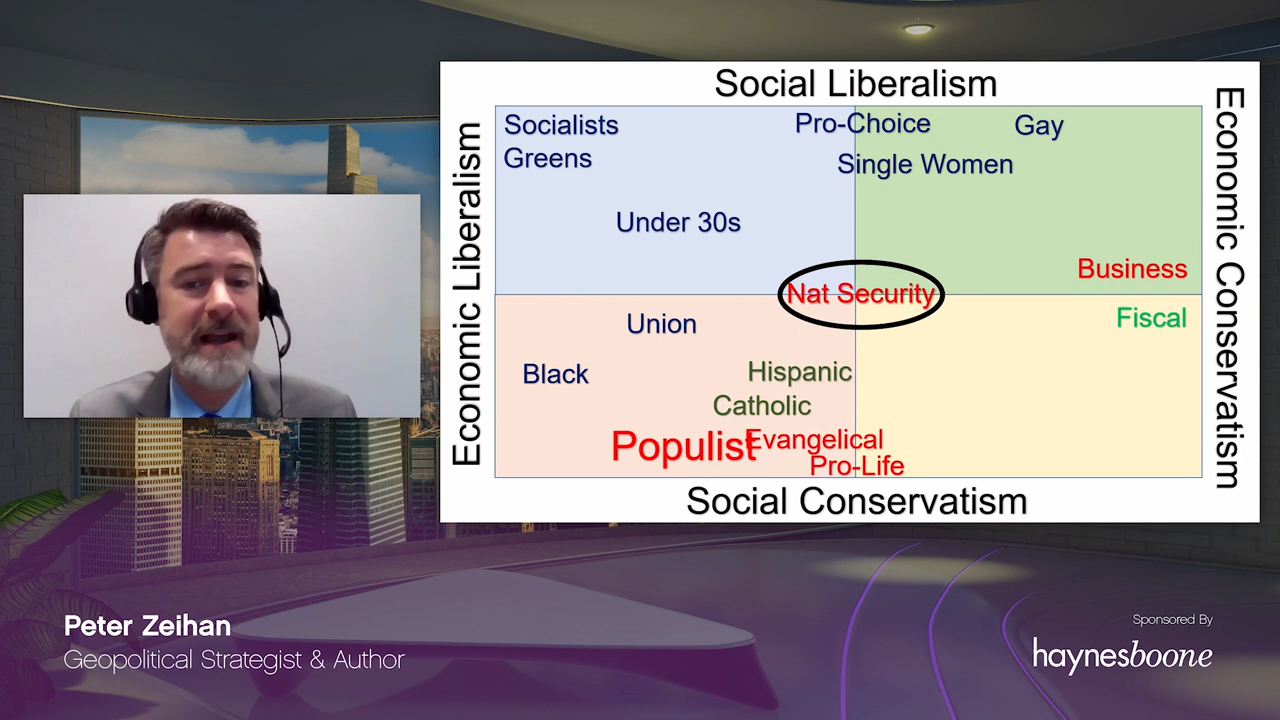 Social Liberalism
Economic Liberalism
Economic Conservatism
Socialists
Greens
Pro-Choice
Gay
Single Women
Under 30s
Business
Nat Security
Fiscal
Union
Black
Hispanic
Catholic
Populist
Evangelical
Pro-Life
Social Conservatism
Peter Zeihan
Geopolitical Strategist & Author
Sponsored By
haynesboone